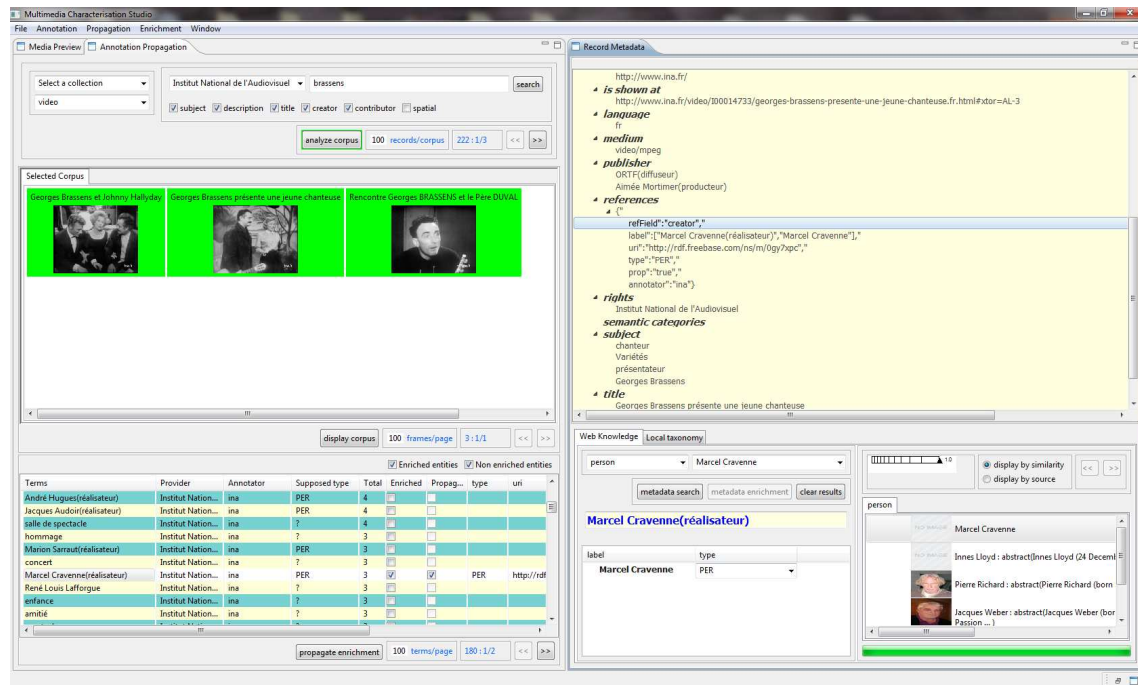 Multimedia Characterisation Studio
File Annotation Propagation Enrichment Window
Media Preview Annotation Propagation
Select a collection Institut National de l'Audiovisuel brassens search
video subject description title creator contributor spatial
analyze corpus 100 records/corpus 222 : 1/3 << >>
Selected Corpus
Georges Brassens et Johnny Hallyday Georges Brassens présente une jeune chanteuse Rencontre Georges BRASSENS et le Père DUVAL
display corpus 100 frames/page 3 : 1/1 << >>
Enriched entities Non enriched entities
Terms Provider Annotator Supposed type Total Enriched Propag... type uri
André Hugues(réalisateur) Institut Nation... ina PER 4
Jacques Audoir(réalisateur) Institut Nation... ina PER 4
salle de spectacle Institut Nation... ina ? 4
hommage Institut Nation... ina ? 4
Marion Sarraut(réalisateur) Institut Nation... ina PER 3
concert Institut Nation... ina ? 3
Marcel Cravenne(réalisateur) Institut Nation... ina PER 3 PER http://rdf
René Louis Lafforgue Institut Nation... ina ? 3
enfance Institut Nation... ina ? 3
amitié Institut Nation... ina ? 3
propagate enrichment 100 terms/page 180 : 1/2 << >>
Record Metadata
http://www.ina.fr/
is shown at
http://www.ina.fr/video/I00014733/georges-brassens-presente-une-jeune-chanteuse.fr.html#xtor=AL-3
language
fr
medium
video/mpeg
publisher
ORTF(diffuseur)
Aimée Mortimer(producteur)
references
{"
refField":"creator","
label":["Marcel Cravenne(réalisateur)","Marcel Cravenne"],"
uri":"http://rdf.freebase.com/ns/m/0gy7xpc","
type":"PER","
prop":"true","
annotator":"ina"}
rights
Institut National de l'Audiovisuel
semantic categories
subject
chanteur
Variétés
présentateur
Georges Brassens
title
Georges Brassens présente une jeune chanteuse
Web Knowledge Local taxonomy
person Marcel Cravenne
metadata search metadata enrichment clear results
Marcel Cravenne(réalisateur)
label type
Marcel Cravenne PER
1.0 display by similarity << >>
display by source
person
Marcel Cravenne
Innes Lloyd : abstract(Innes Lloyd (24 Decembe
Pierre Richard : abstract(Pierre Richard (born
Jacques Weber : abstract(Jacques Weber (bor
Passion ... )